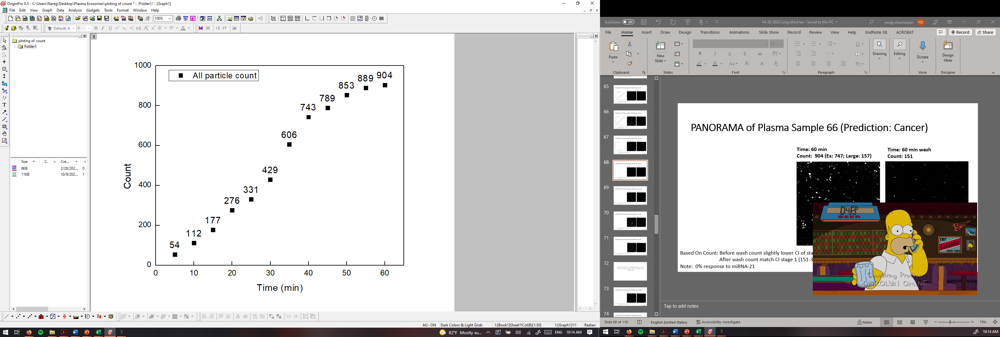 OriginPro 8.5 - C:\Users\Nareg\Desktop\Plasma Exosomes\ploting of count * - /Folder1/ - [Graph1]
File Edit View Graph Data Analysis Gadgets Tools Format Window Help
100%
Default: A 0
ploting of count
Folder1
Size C. Cre...
8KB 2/28/202... 0
11KB 10/9/202... 1
1
All particle count
1000
800
600
400
200
0
Count
54
112
177
276
331
429
606
743
789
853
889
904
0 10 20 30 40 50 60
Time (min)
AU : ON Dark Colors & Light Grids 1:[Book1]Sheet1!Col(B)[1:30] 1:[Graph1]1!1 Radian
82°F Mostly su... ENG 10:14 AM
AutoSave Off 04-20-2022 lung blind tes • Saved to this PC nareg ohannesian NO
File Home Insert Draw Design Transitions Animations Slide Show Record Review View Help EndNote X8 ACROBAT Record Share
Paste
New
Slide
18
Drawing Editing Dictate Design
Ideas
Clipboard Slides Font Paragraph Voice Designer
65
66
67
68
69
70
71
72
73
74
PANORAMA of Plasma Sample 66 (Prediction: Cancer)
Time: 60 min
Count: 904 (Ex: 747; Large: 157)
Time: 60 min wash
Count: 151
Based On Count: Before wash count slightly lower CI of sta
After wash count match CI stage 1 (151-3
Note: 0% response to miRNA-21
Duff
BEER
TRY
Laramie
HIGH TARS
Consulting Producer
CAROLYN OMINE
Tap to add notes
Slide 68 of 110 English (United States) Accessibility: Investigate Notes 75%
10:14 AM